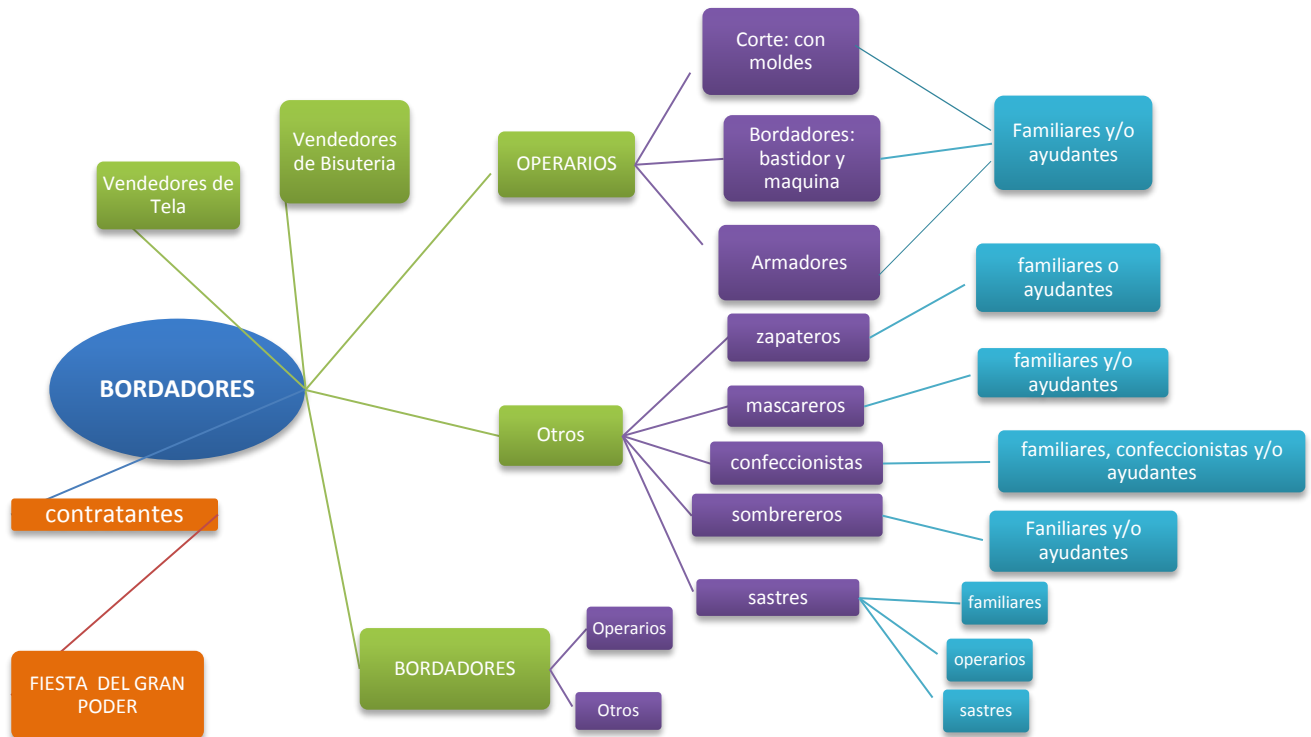 Vendedores de
Tela
Vendedores
de Bisuteria
OPERARIOS
Corte: con
moldes
Bordadores:
bastidor y
maquina
Armadores
Familiares y/o
ayudantes
BORDADORES
Otros
zapateros
familiares o
ayudantes
mascareros
familiares y/o
ayudantes
confeccionistas
familiares, confeccionistas y/o
ayudantes
sombrereros
Faniliares y/o
ayudantes
sastres
familiares
operarios
sastres
contratantes
FIESTA DEL GRAN
PODER
BORDADORES
Operarios
Otros